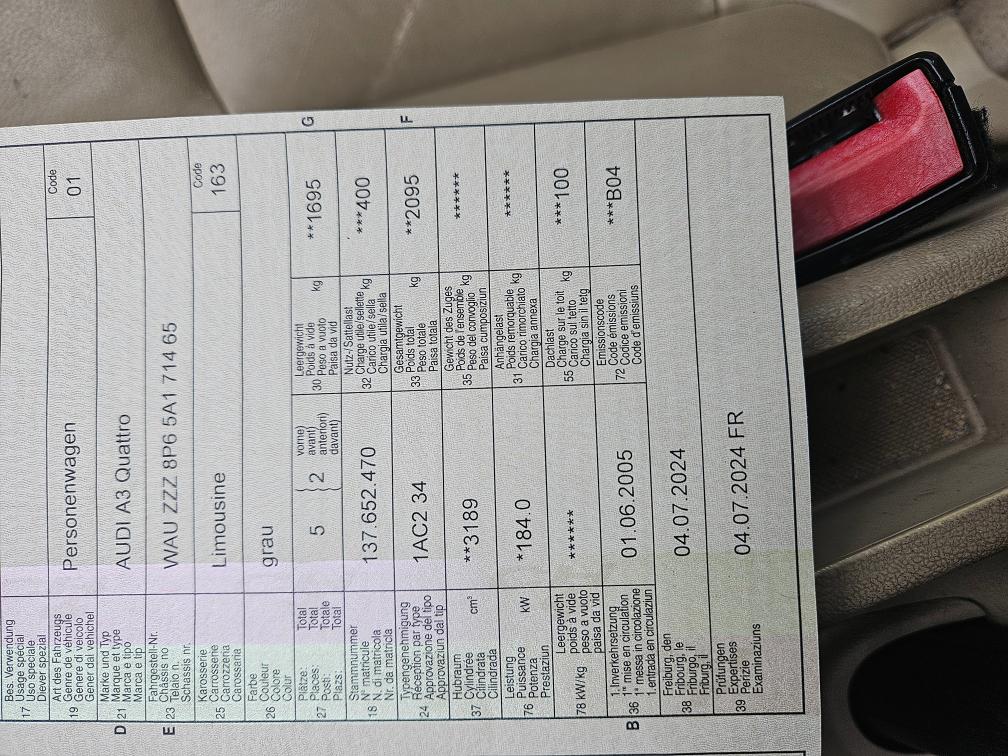 Bes. Verwendung
Usage spécial
Uso speciale
17 Diever spezial
Art des Fahrzeugs
Genre de véhicule
Genere di veicolo
19 Gener dal vehichel
Personenwagen
Code
01
Marke und Typ
Marque et type
Marca e tipo
D 21 Marca e tip
AUDI A3 Quattro
Fahrgestell-Nr.
Châssis no
Telaio n.
E 23 Schassis nr.
WAU ZZZ 8P6 5A1 714 65
Karosserie
Carrosserie
Carrozzeria
25 Carossaria
Limousine
Code
163
Farbe
Couleur
Colore
26 Colur
grau
Plätze: Total
Places: Total
Posti: Totale
27 Plazs: Total
5
2
vorne)
avant)
anteriori)
davant)
Leergewicht
Poids à vide
30 Peso a vuoto kg
Paisa da vid
**1695
G
Stammnummer
N° matricule
N. di matricola
18 Nr. da matricla
137.652.470
Nutz-/Sattellast
Charge utile/sellette
32 Carico utile/sella kg
Chargia utila/sella
***400
Typengenehmigung
Réception par type
Approvazione del tipo
24 Approvaziun dal tip
1AC2 34
Gesamtgewicht
Poids total
33 Peso totale kg
Paisa totala
**2095
F
Hubraum
Cylindrée cm³
Cilindrata
37 Cilindrada
**3189
Gewicht des Zuges
Poids de l'ensemble
35 Peso del convoglio kg
Paisa cumposiziun
******
Leistung
Puissance kW
Potenza
76 Prestaziun
*184.0
Anhängelast
Poids remorquable
31 Carico rimorchiato kg
Chargia annexa
******
Leergewicht
poids à vide
78 kW/kg peso a vuoto
paisa da vid
******
Dachlast
Charge sur le toit
55 Carico sul tetto kg
Chargia sin il tetg
***100
1. Inverkehrsetzung
1re mise en circulation
B 36 1a messa in circolazione
1. entrada en circulaziun
01.06.2005
Emissionscode
Code émissions
72 Codice emissioni
Code d'emissiuns
***B04
Freiburg, den
Fribourg, le
38 Friburgo, il
Friburg, il
04.07.2024
Prüfungen
Expertises
39 Perizie
Examinaziuns
04.07.2024 FR